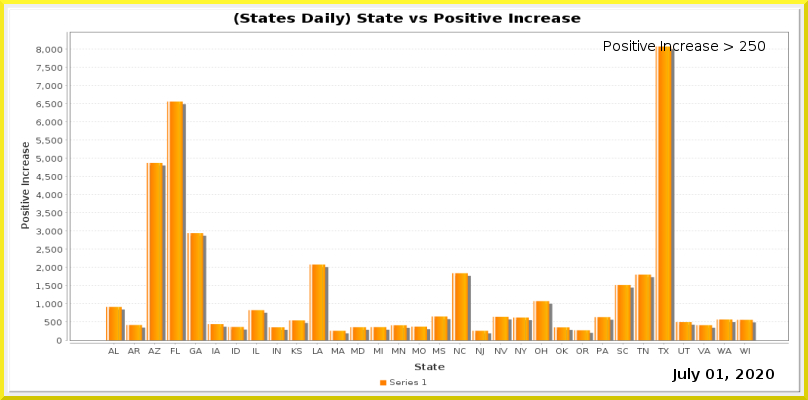 (States Daily) State vs Positive Increase
Positive Increase > 250
Positive Increase
8,000
7,500
7,000
6,500
6,000
5,500
5,000
4,500
4,000
3,500
3,000
2,500
2,000
1,500
1,000
500
0
AL AR AZ FL GA IA ID IL IN KS LA MA MD MI MN MO MS NC NJ NV NY OH OK OR PA SC TN TX UT VA WA WI
State
Series 1
July 01, 2020